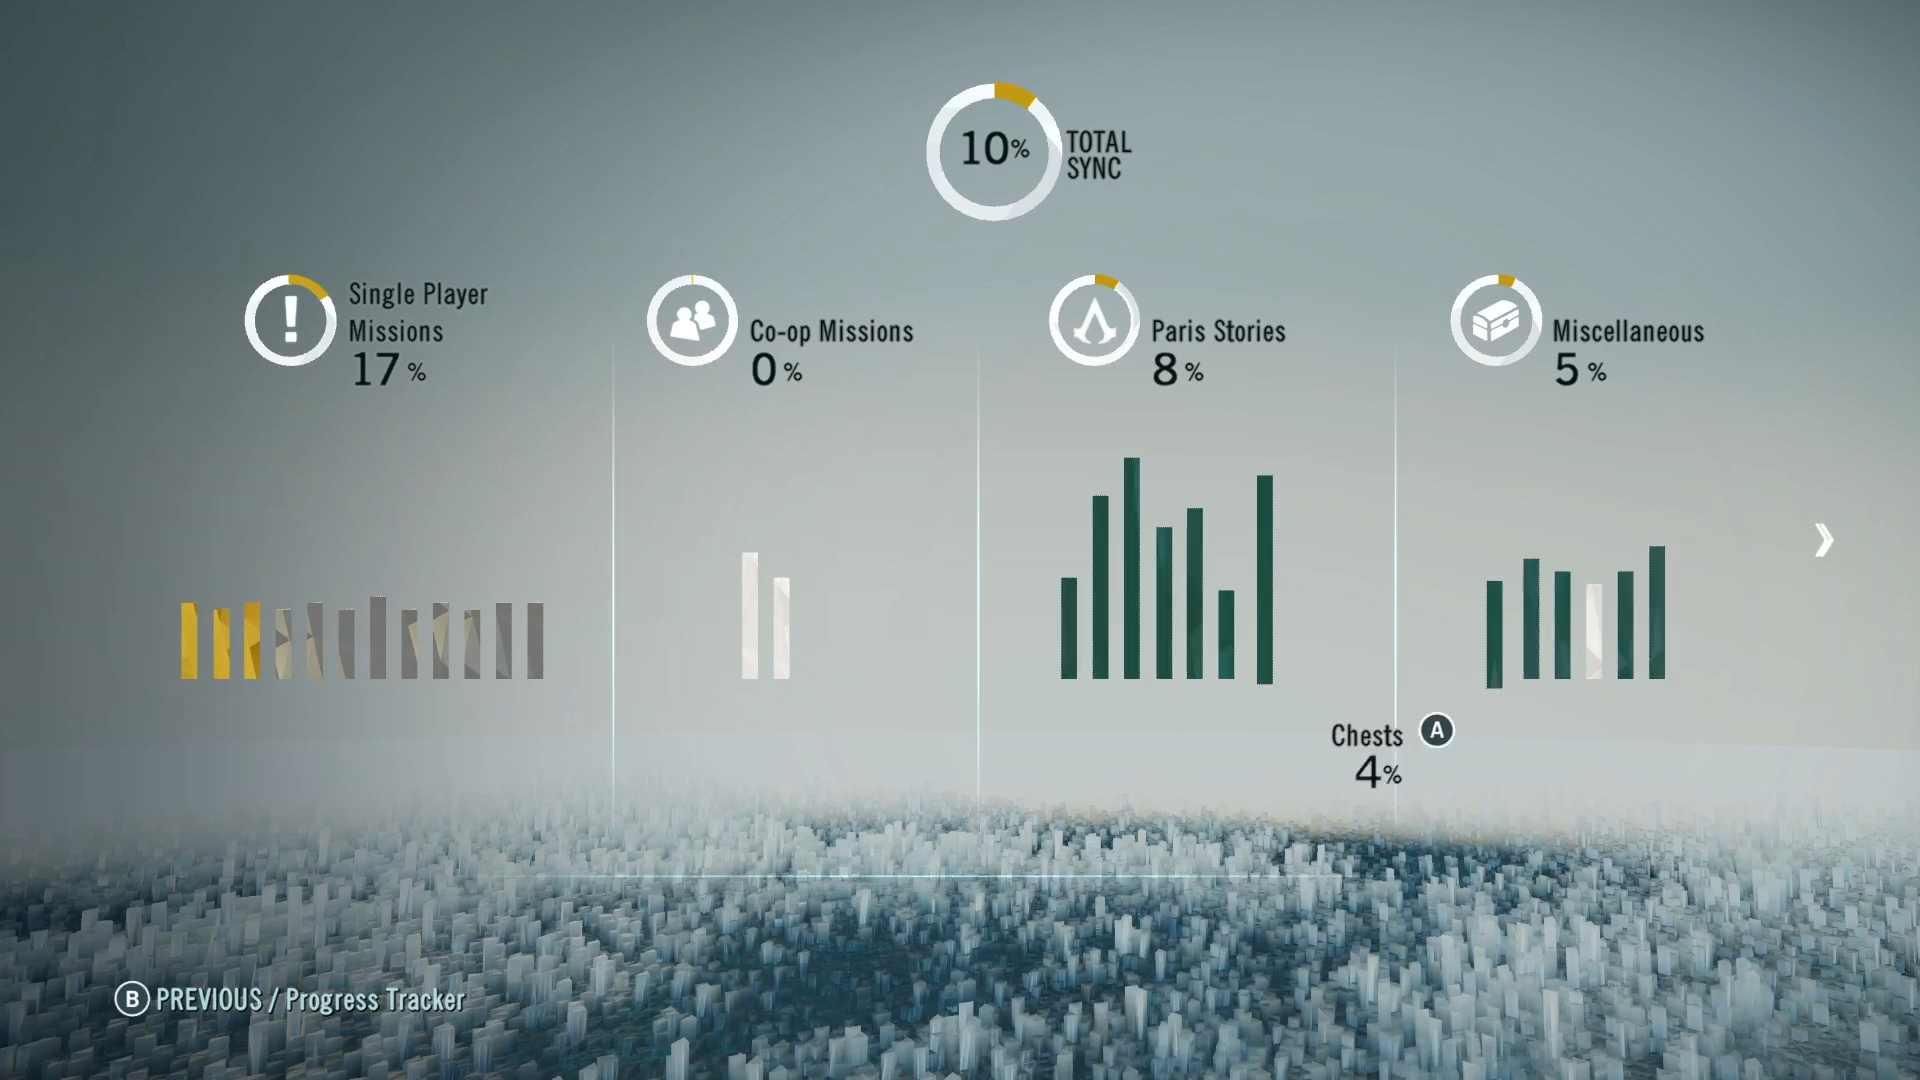 10%
TOTAL
SYNC
Single Player
Missions
17 %
Co-op Missions
0 %
Paris Stories
8 %
Miscellaneous
5 %
Chests A
4%
B PREVIOUS / Progress Tracker